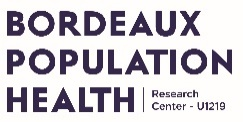 BORDEAUX
POPULATION
HEALTH
Research
Center - U1219